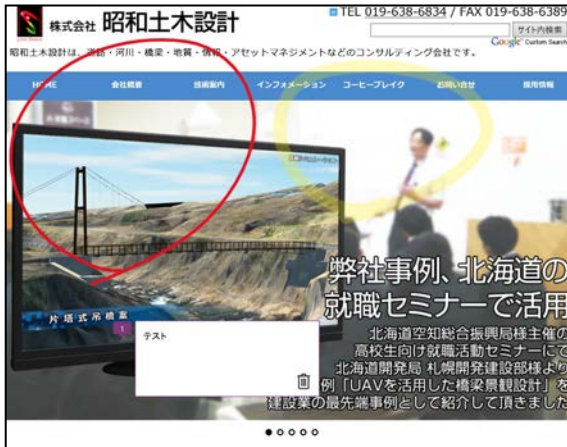 株式会社 昭和土木設計
TEL 019-638-6834 / FAX 019-638-6389
サイト内検索
Google Custom Search
昭和土木設計は、道路・河川・橋梁・地質・情報・アセットマネジメントなどのコンサルティング会社です。
HOME 会社概要 技術案内 インフォメーション コーヒーブレイク お問い合せ 採用情報
片塔式吊橋案
1
テスト
弊社事例、北海道の
就職セミナーで活用
北海道空知総合振興局様主催の
高校生向け就職活動セミナーにて
北海道開発局 札幌開発建設部様より
例「UAVを活用した橋梁景観設計」を
建設業の最先端事例として紹介して頂きました